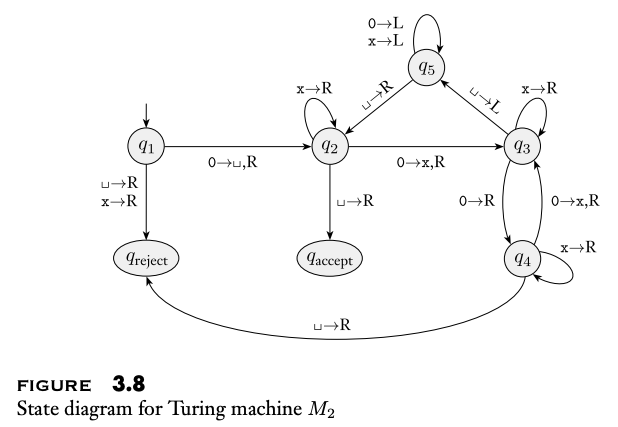 0→L
x→L
q5
␣→R
␣→L
x→R
x→R
q1
0→␣,R
q2
0→x,R
q3
␣→R
x→R
␣→R
0→R
0→x,R
qreject
qaccept
q4
x→R
␣→R
FIGURE 3.8
State diagram for Turing machine M2